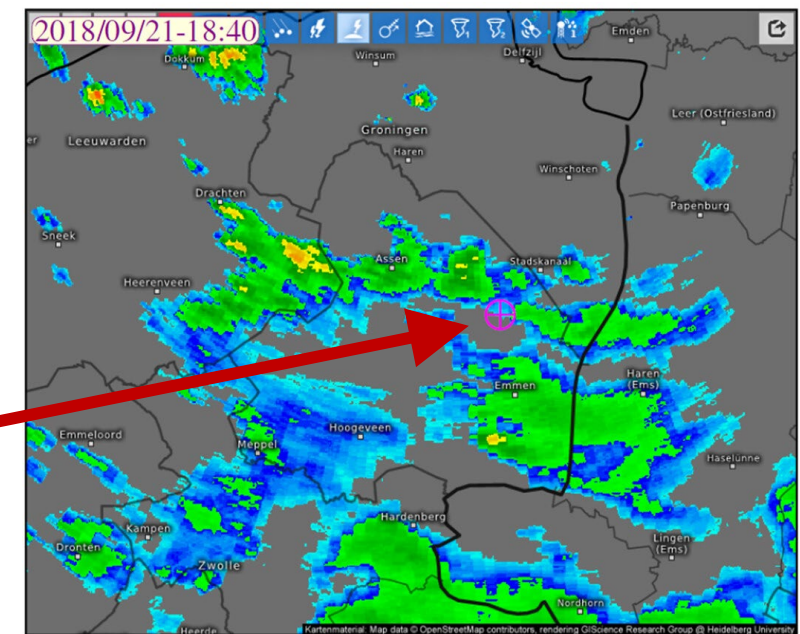 2018/09/21-18:40
Emden
Dokkum
Winsum
Delfzijl
Leer (Ostfriesland)
Groningen
Leeuwarden
Haren
Winschoten
Drachten
Papenburg
Sneek
Assen
Stadskanaal
Heerenveen
Haren
(Ems)
Emmen
Emmeloord
Hoogeveen
Meppel
Haselünne
Hardenberg
Kampen
Lingen
(Ems)
Dronten
Zwolle
Nordhorn
Heerde
Kartenmaterial: Map data © OpenStreetMap contributors, rendering GIScience Research Group @ Heidelberg University